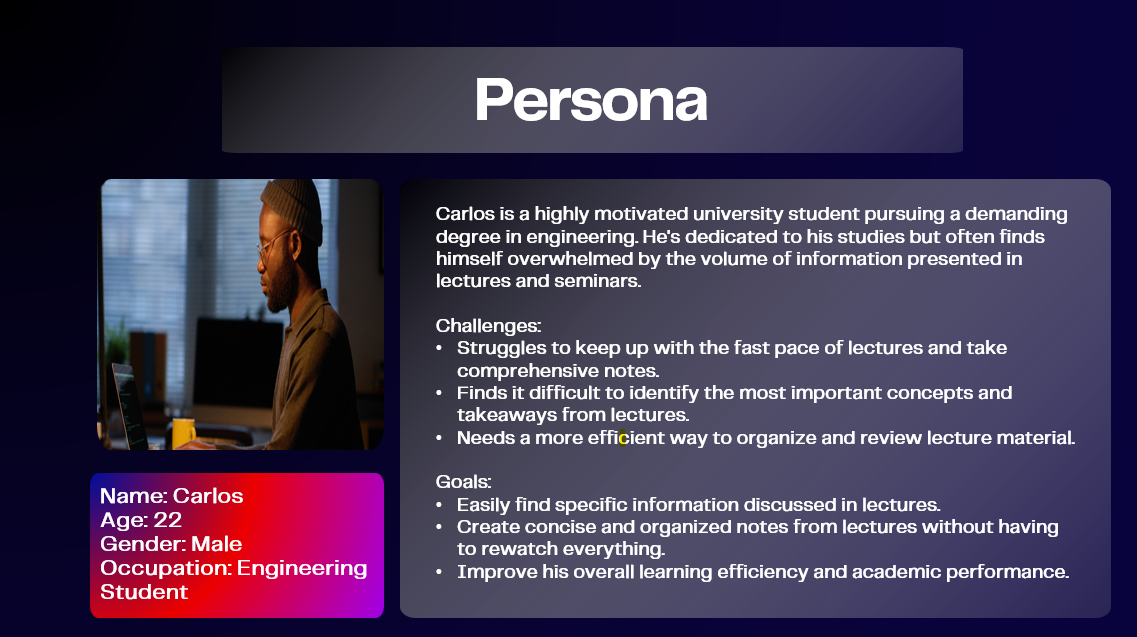 Persona
Carlos is a highly motivated university student pursuing a demanding
degree in engineering. He's dedicated to his studies but often finds
himself overwhelmed by the volume of information presented in
lectures and seminars.
Challenges:
• Struggles to keep up with the fast pace of lectures and take
comprehensive notes.
• Finds it difficult to identify the most important concepts and
takeaways from lectures.
• Needs a more efficient way to organize and review lecture material.
Goals:
• Easily find specific information discussed in lectures.
• Create concise and organized notes from lectures without having
to rewatch everything.
• Improve his overall learning efficiency and academic performance.
Name: Carlos
Age: 22
Gender: Male
Occupation: Engineering
Student